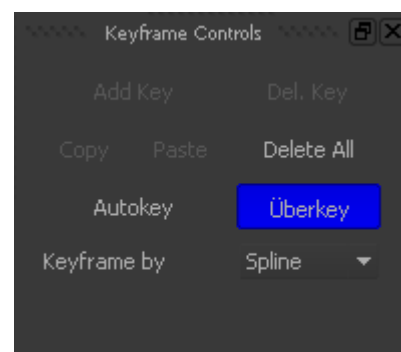 Keyframe Controls
Add Key Del. Key
Copy Paste Delete All
Autokey Überkey
Keyframe by Spline